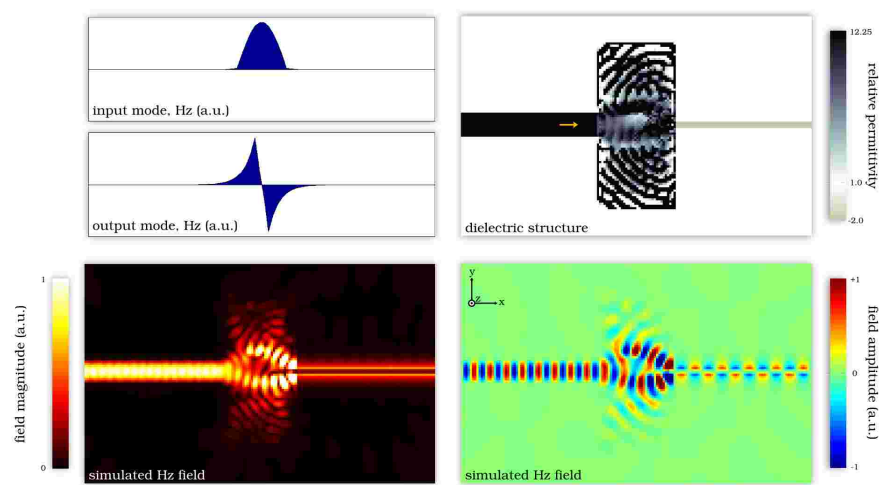 input mode, Hz (a.u.)
output mode, Hz (a.u.)
dielectric structure
12.25
1.0
-2.0
relative permittivity
1
0
field magnitude (a.u.)
simulated Hz field
y
z
x
simulated Hz field
+1
0
-1
field amplitude (a.u.)